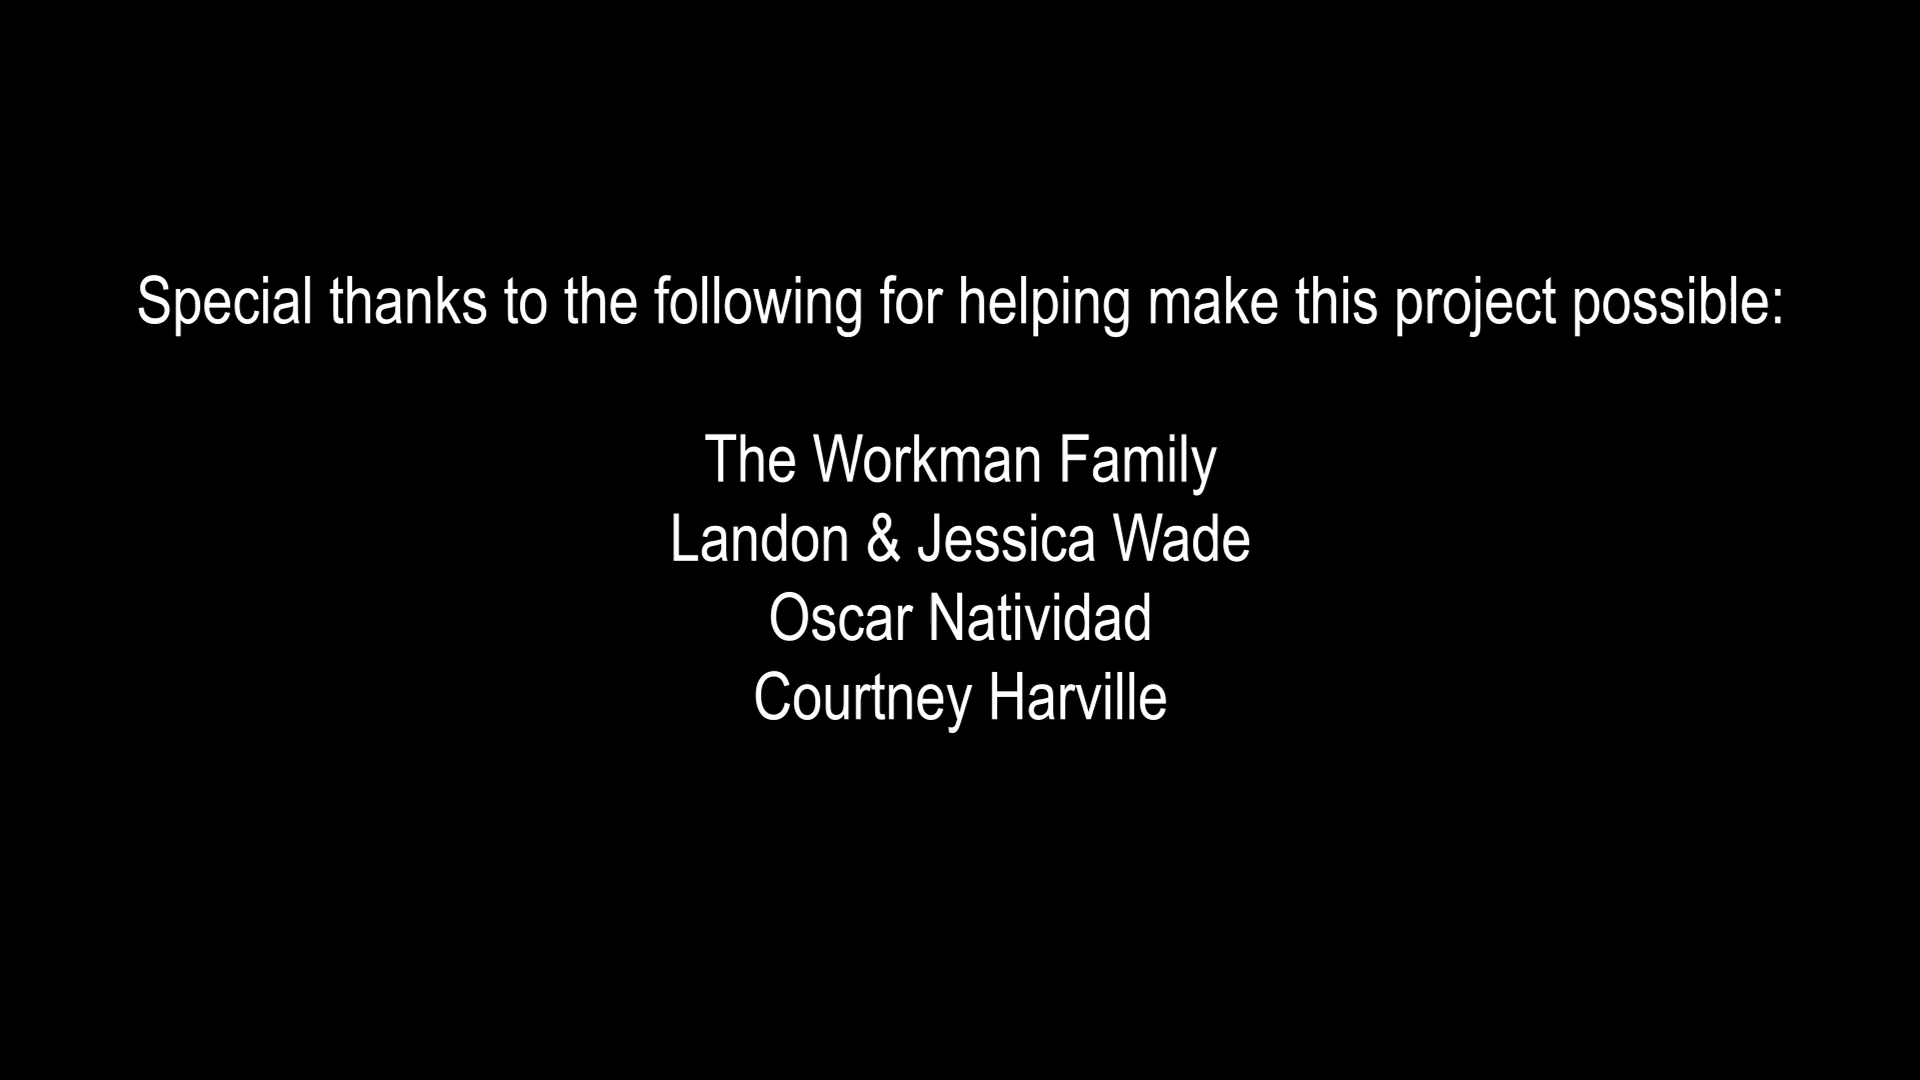 Special thanks to the following for helping make this project possible:
The Workman Family
Landon & Jessica Wade
Oscar Natividad
Courtney Harville